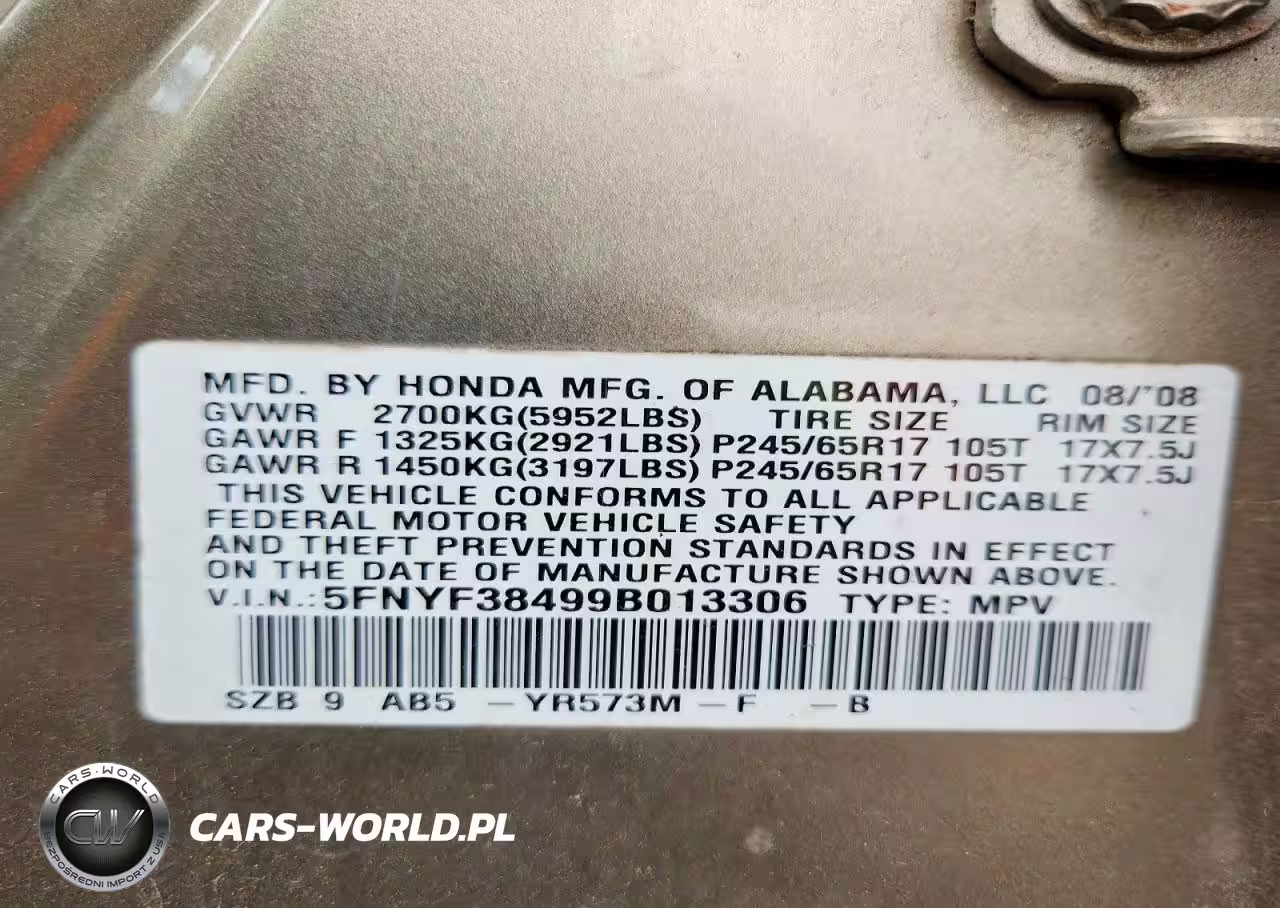 MFD. BY HONDA MFG. OF ALABAMA, LLC 08/'08
GVWR 2700KG(5952LBS) TIRE SIZE RIM SIZE
GAWR F 1325KG(2921LBS) P245/65R17 105T 17X7.5J
GAWR R 1450KG(3197LBS) P245/65R17 105T 17X7.5J
THIS VEHICLE CONFORMS TO ALL APPLICABLE
FEDERAL MOTOR VEHICLE SAFETY
AND THEFT PREVENTION STANDARDS IN EFFECT
ON THE DATE OF MANUFACTURE SHOWN ABOVE.
V.I.N.: 5FNYF38499B013306 TYPE: MPV
SZB 9 AB5 - YR573M - F - B
CARS-WORLD
CW
BEZPOŚREDNI IMPORT Z USA
CARS-WORLD.PL